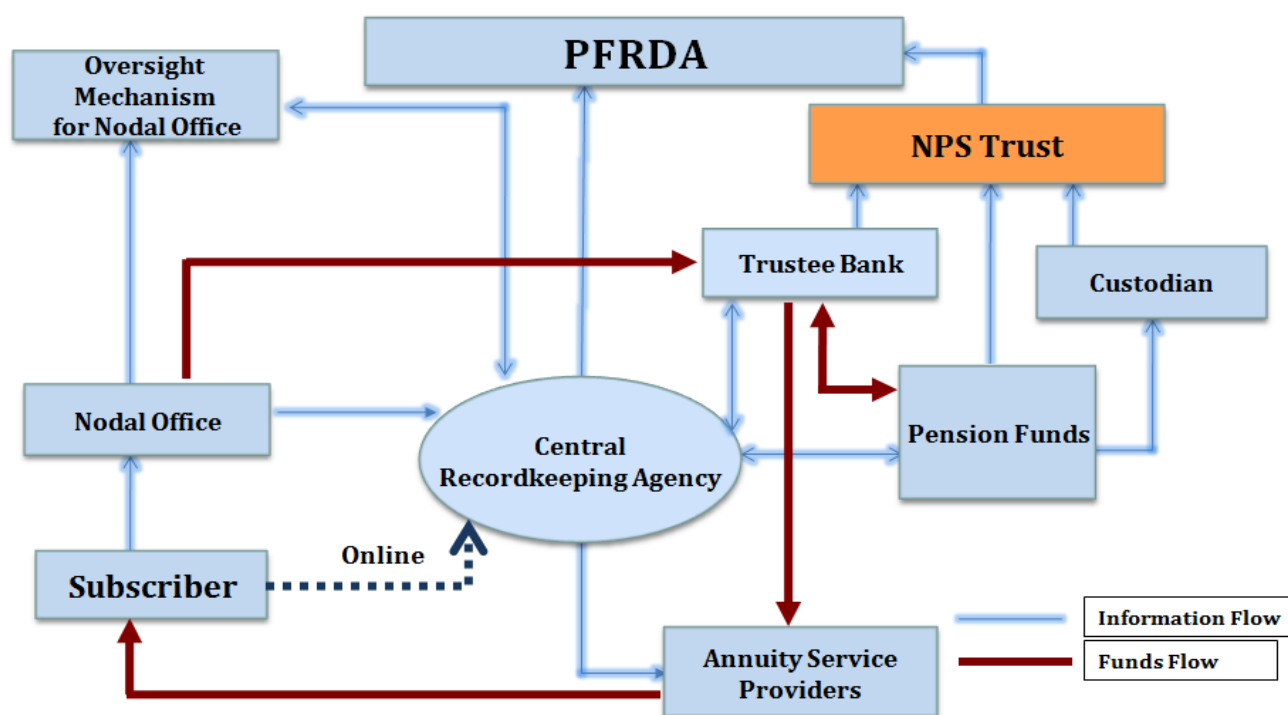 PFRDA
Oversight
Mechanism
for Nodal Office
NPS Trust
Trustee Bank
Custodian
Nodal Office
Central
Recordkeeping Agency
Pension Funds
Online
Subscriber
Annuity Service
Providers
Information Flow
Funds Flow